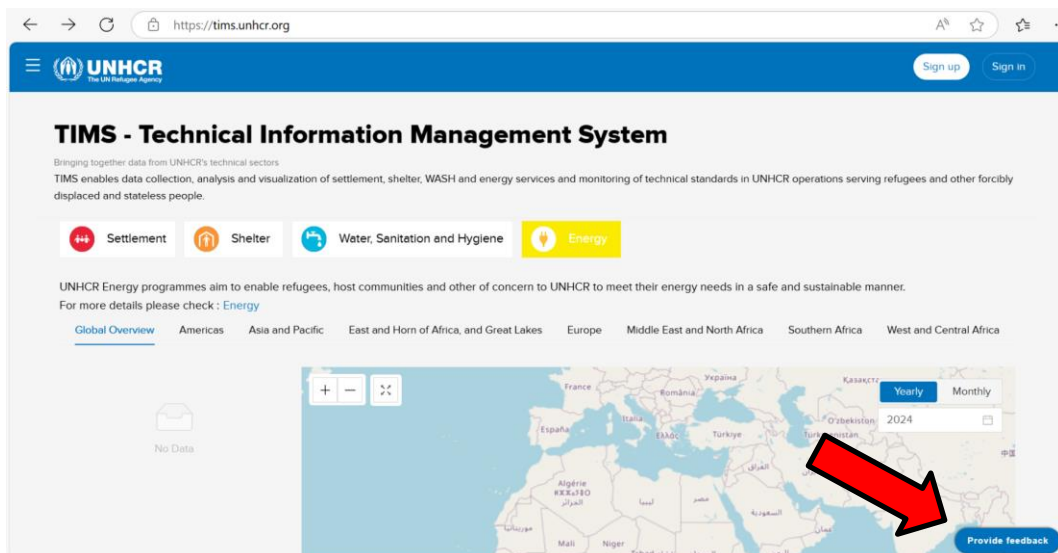 https://tims.unhcr.org
UNHCR
The UN Refugee Agency
Sign up
Sign in
TIMS - Technical Information Management System
Bringing together data from UNHCR's technical sectors
TIMS enables data collection, analysis and visualization of settlement, shelter, WASH and energy services and monitoring of technical standards in UNHCR operations serving refugees and other forcibly
displaced and stateless people.
Settlement
Shelter
Water, Sanitation and Hygiene
Energy
UNHCR Energy programmes aim to enable refugees, host communities and other of concern to UNHCR to meet their energy needs in a safe and sustainable manner.
For more details please check : Energy
Global Overview
Americas
Asia and Pacific
East and Horn of Africa, and Great Lakes
Europe
Middle East and North Africa
Southern Africa
West and Central Africa
No Data
France
România
Україна
Italia
España
Ελλάς
Türkiye
Yearly
Monthly
2024
O'zbekiston
العراق
Algérie
الجزائر
ليبيا
مصر
السعودية
عمان
موريتانيا
Mali
Niger
Provide feedback